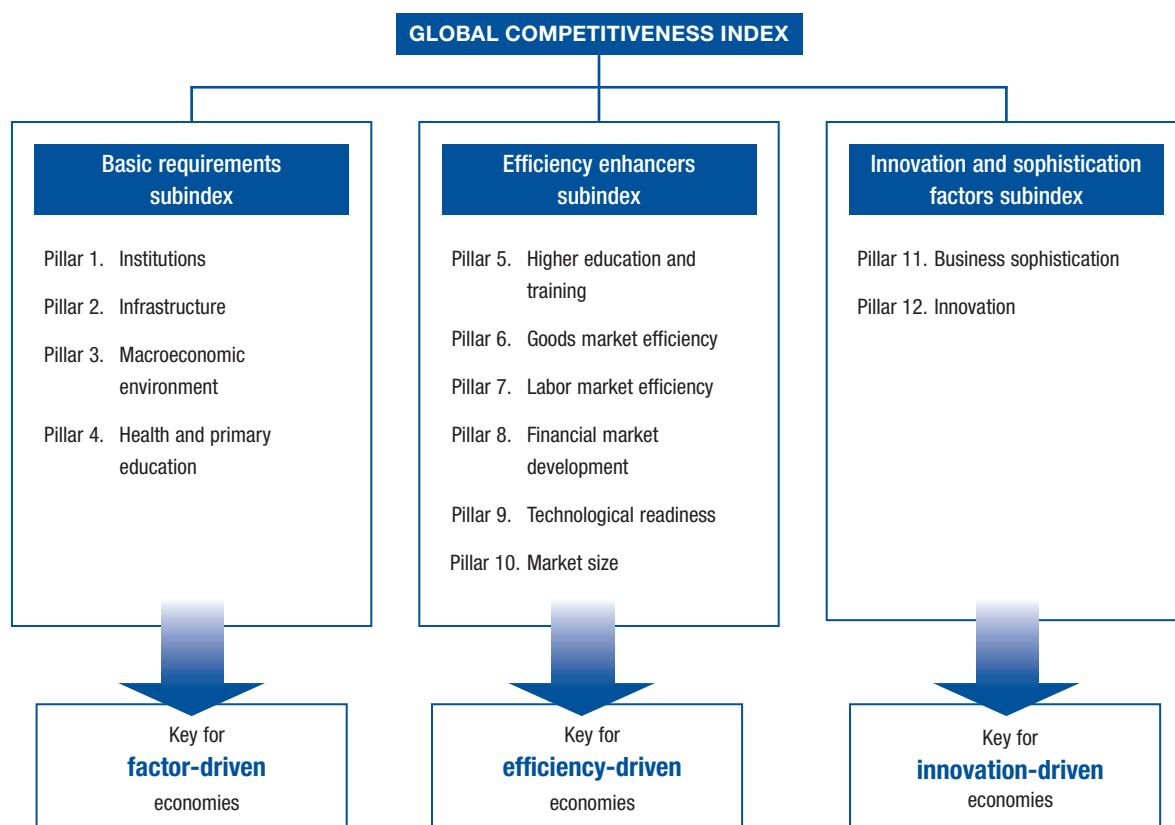 GLOBAL COMPETITIVENESS INDEX
Basic requirements
subindex
Pillar 1. Institutions
Pillar 2. Infrastructure
Pillar 3. Macroeconomic
environment
Pillar 4. Health and primary
education
Key for
factor-driven
economies
Efficiency enhancers
subindex
Pillar 5. Higher education and
training
Pillar 6. Goods market efficiency
Pillar 7. Labor market efficiency
Pillar 8. Financial market
development
Pillar 9. Technological readiness
Pillar 10. Market size
Key for
efficiency-driven
economies
Innovation and sophistication
factors subindex
Pillar 11. Business sophistication
Pillar 12. Innovation
Key for
innovation-driven
economies